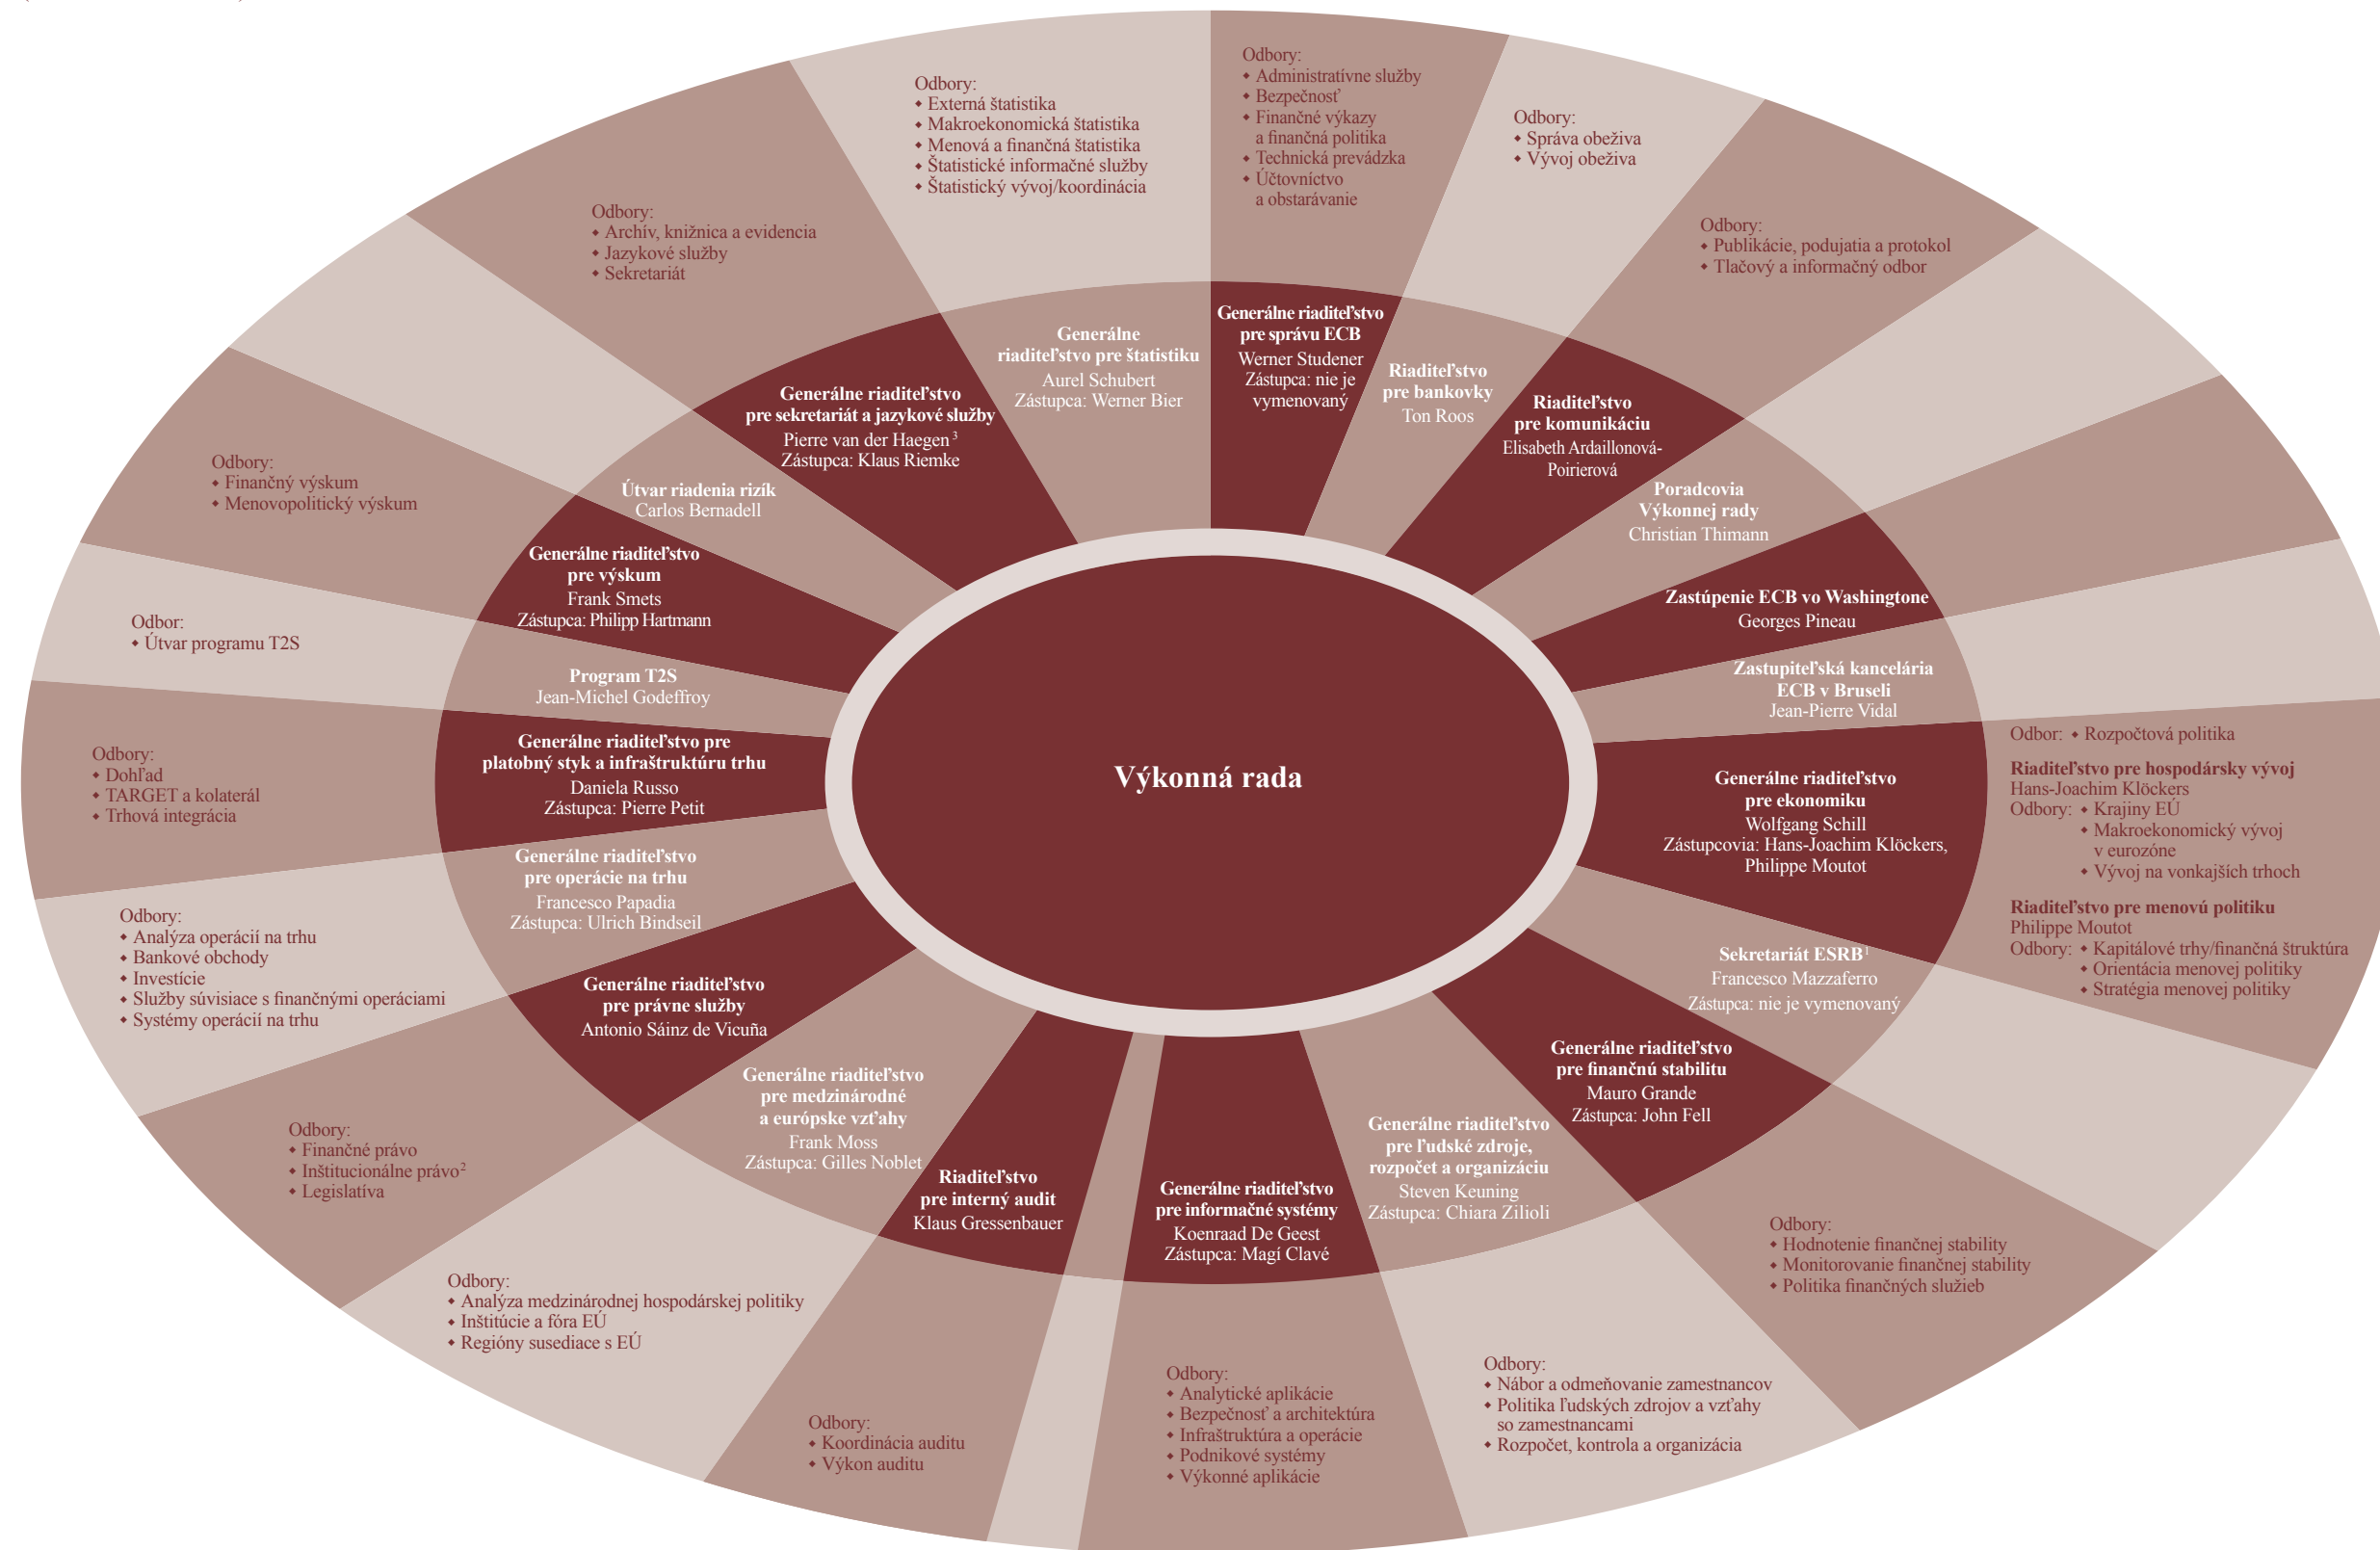 Odbory:
• Administratívne služby
• Bezpečnosť
• Finančné výkazy
a finančná politika
• Technická prevádzka
• Účtovníctvo
a obstarávanie
Generálne riaditeľstvo
pre správu ECB
Werner Studener
Zástupca: nie je
vymenovaný
Odbory:
• Správa obeživa
• Vývoj obeživa
Riaditeľstvo
pre bankovky
Ton Roos
Odbory:
• Publikácie, podujatia a protokol
• Tlačový a informačný odbor
Riaditeľstvo
pre komunikáciu
Elisabeth Ardaillonová-
Poirierová
Poradcovia
Výkonnej rady
Christian Thimann
Zastúpenie ECB vo Washingtone
Georges Pineau
Zastupiteľská kancelária
ECB v Bruseli
Jean-Pierre Vidal
Generálne riaditeľstvo
pre ekonomiku
Wolfgang Schill
Zástupcovia: Hans-Joachim Klöckers,
Philippe Moutot
Odbor: • Rozpočtová politika
Riaditeľstvo pre hospodársky vývoj
Hans-Joachim Klöckers
Odbory: • Krajiny EÚ
• Makroekonomický vývoj
v eurozóne
• Vývoj na vonkajších trhoch
Riaditeľstvo pre menovú politiku
Philippe Moutot
Odbory: • Kapitálové trhy/finančná štruktúra
• Orientácia menovej politiky
• Stratégia menovej politiky
Sekretariát ESRB¹
Francesco Mazzaferro
Zástupca: nie je vymenovaný
Generálne riaditeľstvo
pre finančnú stabilitu
Mauro Grande
Zástupca: John Fell
Odbory:
• Hodnotenie finančnej stability
• Monitorovanie finančnej stability
• Politika finančných služieb
Generálne riaditeľstvo
pre ľudské zdroje,
rozpočet a organizáciu
Steven Keuning
Zástupca: Chiara Zilioli
Odbory:
• Nábor a odmeňovanie zamestnancov
• Politika ľudských zdrojov a vzťahy
so zamestnancami
• Rozpočet, kontrola a organizácia
Generálne riaditeľstvo
pre informačné systémy
Koenraad De Geest
Zástupca: Magí Clavé
Odbory:
• Analytické aplikácie
• Bezpečnosť a architektúra
• Infraštruktúra a operácie
• Podnikové systémy
• Výkonné aplikácie
Riaditeľstvo
pre interný audit
Klaus Gressenbauer
Odbory:
• Koordinácia auditu
• Výkon auditu
Generálne riaditeľstvo
pre medzinárodné
a európske vzťahy
Frank Moss
Zástupca: Gilles Noblet
Odbory:
• Analýza medzinárodnej hospodárskej politiky
• Inštitúcie a fóra EÚ
• Regióny susediace s EÚ
Generálne riaditeľstvo
pre právne služby
Antonio Sáinz de Vicuña
Odbory:
• Finančné právo
• Inštitucionálne právo²
• Legislatíva
Generálne riaditeľstvo
pre operácie na trhu
Francesco Papadia
Zástupca: Ulrich Bindseil
Odbory:
• Analýza operácií na trhu
• Bankové obchody
• Investície
• Služby súvisiace s finančnými operáciami
• Systémy operácií na trhu
Generálne riaditeľstvo pre
platobný styk a infraštruktúru trhu
Daniela Russo
Zástupca: Pierre Petit
Odbory:
• Dohľad
• TARGET a kolaterál
• Trhová integrácia
Program T2S
Jean-Michel Godeffroy
Odbor:
• Útvar programu T2S
Generálne riaditeľstvo
pre výskum
Frank Smets
Zástupca: Philipp Hartmann
Odbory:
• Finančný výskum
• Menovopolitický výskum
Útvar riadenia rizík
Carlos Bernadell
Generálne riaditeľstvo
pre sekretariát a jazykové služby
Pierre van der Haegen³
Zástupca: Klaus Riemke
Odbory:
• Archív, knižnica a evidencia
• Jazykové služby
• Sekretariát
Generálne
riaditeľstvo pre štatistiku
Aurel Schubert
Zástupca: Werner Bier
Odbory:
• Externá štatistika
• Makroekonomická štatistika
• Menová a finančná štatistika
• Štatistické informačné služby
• Štatistický vývoj/koordinácia
Výkonná rada